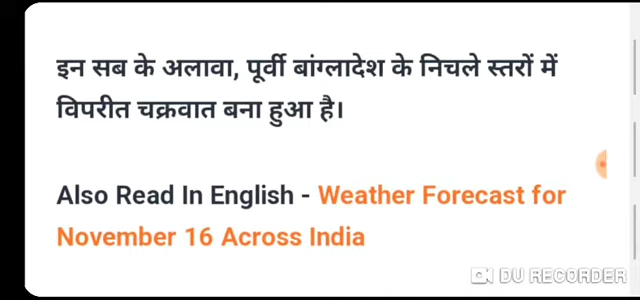 इन सब के अलावा, पूर्वी बांग्लादेश के निचले स्तरों में
विपरीत चक्रवात बना हुआ है।
Also Read In English - Weather Forecast for
November 16 Across India
DU RECORDER